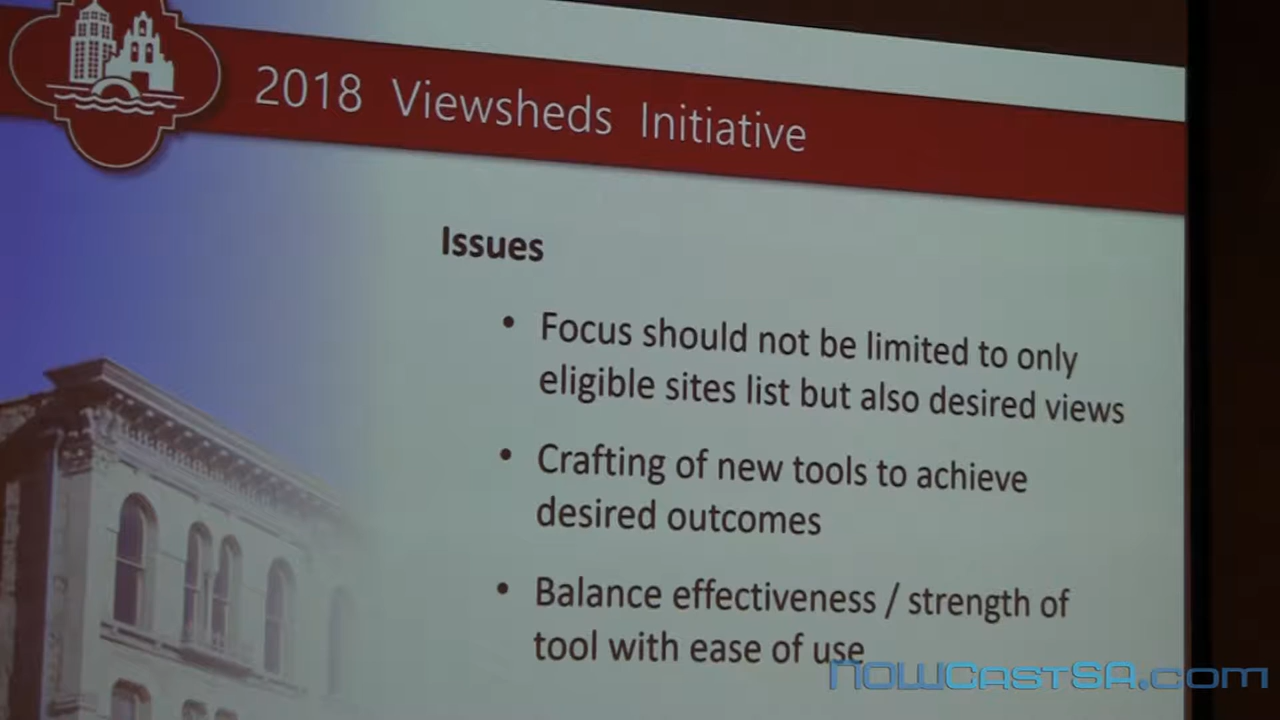 2018 Viewsheds Initiative
Issues
• Focus should not be limited to only
eligible sites list but also desired views
• Crafting of new tools to achieve
desired outcomes
• Balance effectiveness / strength of
tool with ease of use
NOWCastSA.com